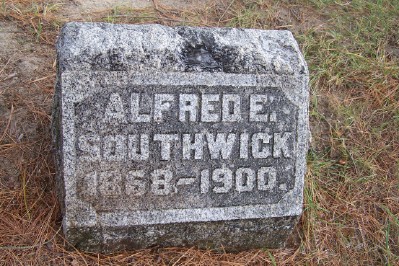 ALFRED E.
SOUTHWICK
1868.-1900.